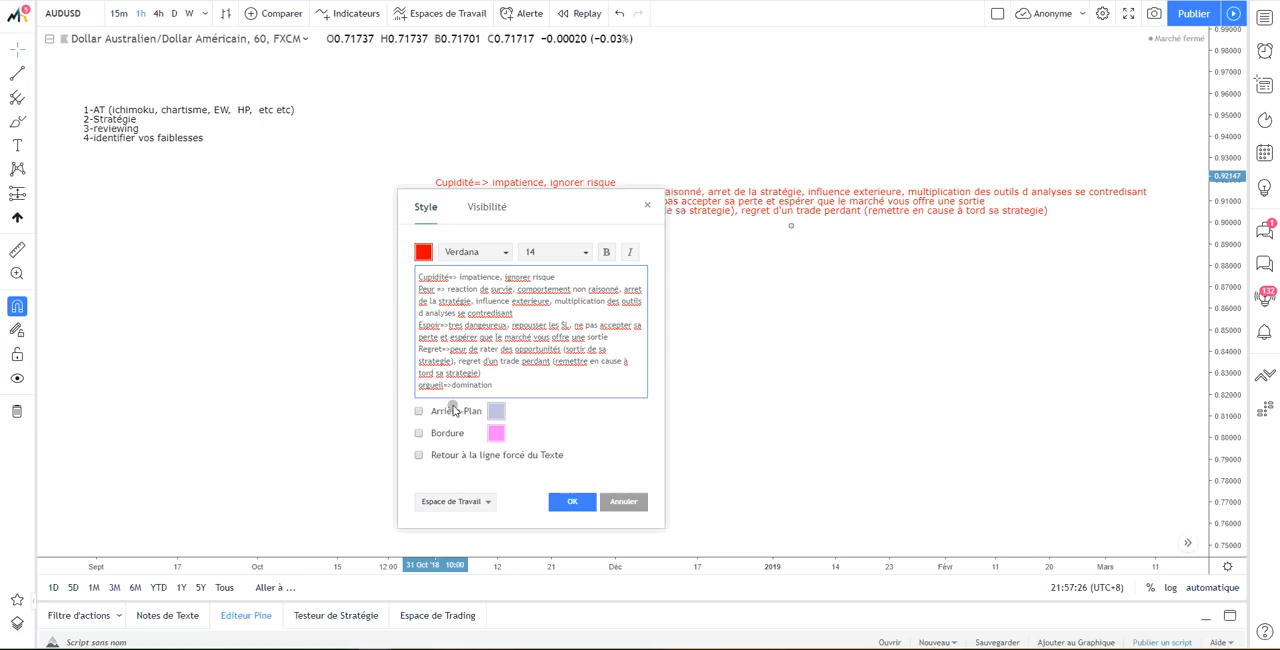 5
AUDUSD
15m
1h
4h
D
W
Comparer
Indicateurs
Espaces de Travail
Alerte
Replay
Anonyme
Publier
Dollar Australien/Dollar Américain, 60, FXCM
O0.71737 H0.71737 B0.71701 C0.71717 −0.00020 (−0.03%)
Marché fermé
1-AT (ichimoku, chartisme, EW, HP, etc etc)
2-Stratégie
3-reviewing
4-identifier vos faiblesses
Cupidité=> impatience, ignorer risque
aisonné, arret de la stratégie, influence exterieure, multiplication des outils d analyses se contredisant
pas accepter sa perte et espérer que le marché vous offre une sortie
e sa strategie), regret d'un trade perdant (remettre en cause à tord sa strategie)
Style
Visibilité
Verdana
14
B
I
Cupidité=> impatience, ignorer risque
Peur => reaction de survie, comportement non raisonné, arret
de la stratégie, influence exterieure, multiplication des outils
d analyses se contredisant
Espoir=>tres dangeureux, repousser les SL, ne pas accepter sa
perte et espérer que le marché vous offre une sortie
Regret=>peur de rater des opportunités (sortir de sa
strategie), regret d'un trade perdant (remettre en cause à
tord sa strategie)
orgueil=>domination
Arrière-Plan
Bordure
Retour à la ligne forcé du Texte
Espace de Travail
OK
Annuler
0.99000
0.98000
0.97000
0.96000
0.95000
0.94000
0.93000
0.92147
0.91000
0.90000
0.89000
0.88000
0.87000
0.86000
0.85000
0.84000
0.83000
0.82000
0.81000
0.80000
0.79000
0.78000
0.77000
0.76000
0.75000
1
132
Sept
17
Oct
15
12:00
31 Oct '18 10:00
12
21
Déc
17
2019
14
23
Févr
11
20
Mars
11
1D
5D
1M
3M
6M
YTD
1Y
5Y
Tous
Aller à ...
21:57:26 (UTC+8)
%
log
automatique
Filtre d'actions
Notes de Texte
Editeur Pine
Testeur de Stratégie
Espace de Trading
Script sans nom
Ouvrir
Nouveau
Sauvegarder
Ajouter au Graphique
Publier un script
Aide